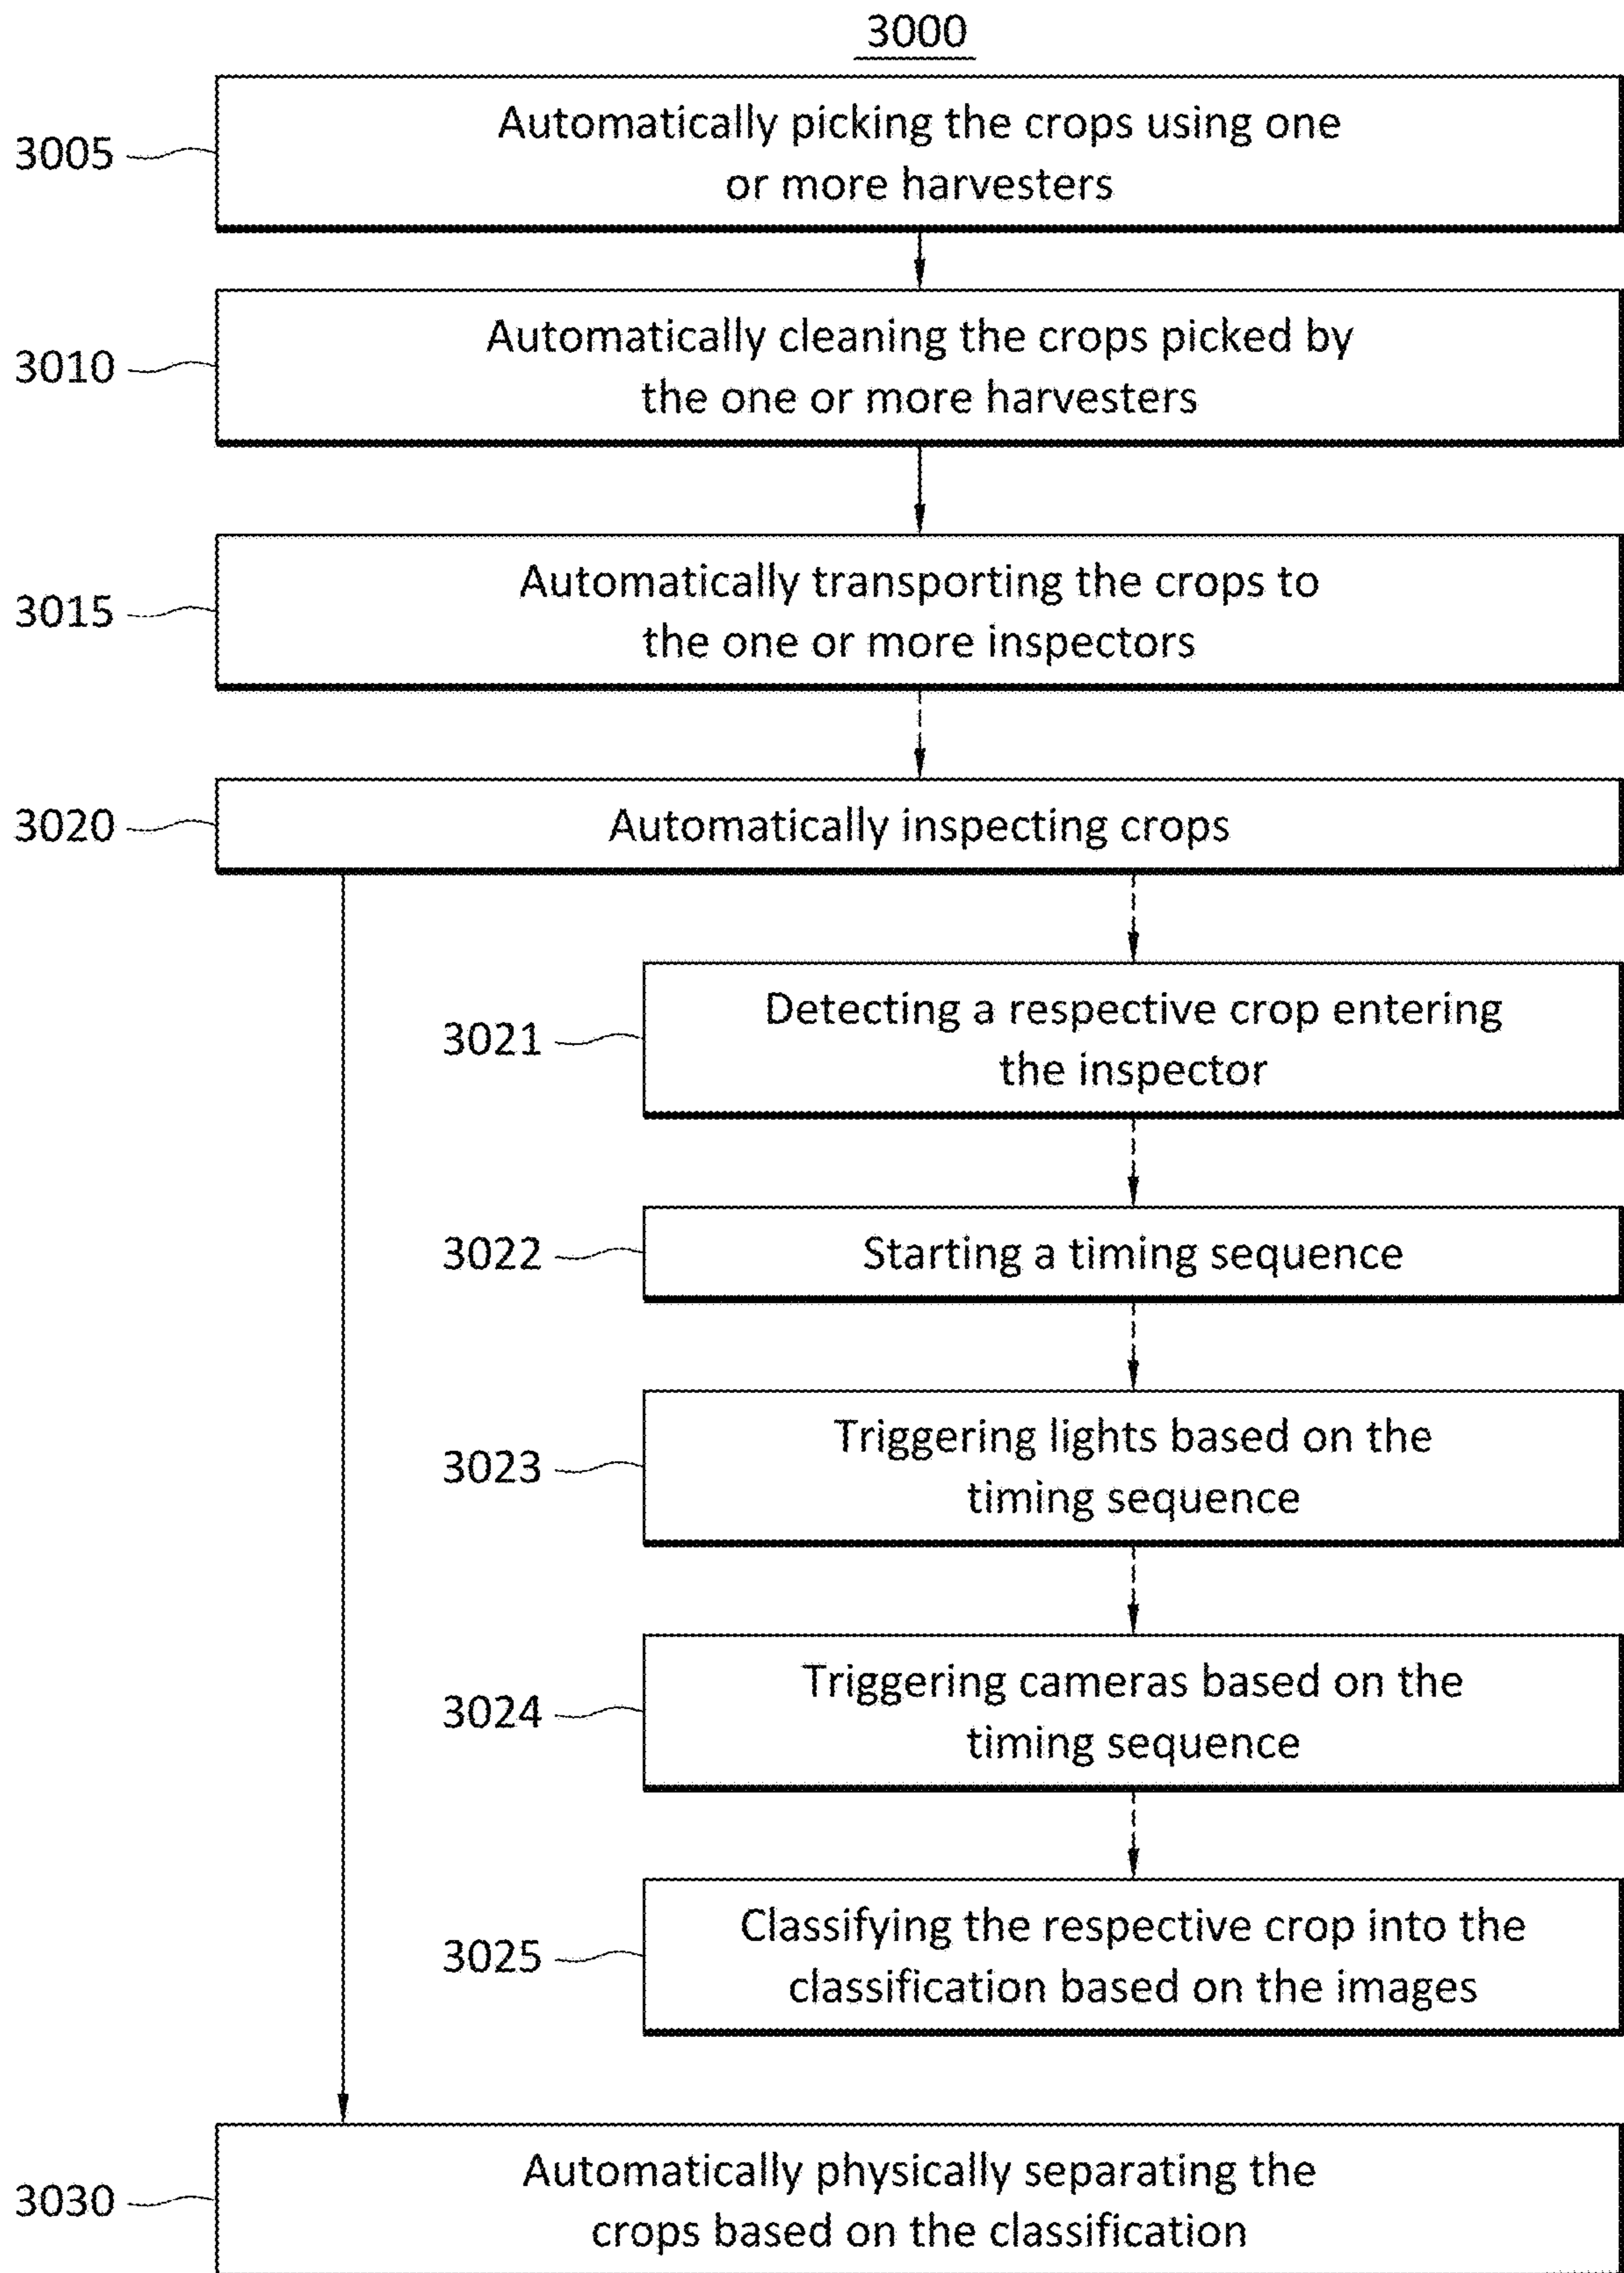 3000
Automatically picking the crops using one
or more harvesters
3005
Automatically cleaning the crops picked by
the one or more harvesters
3010
Automatically transporting the crops to
the one or more inspectors
3015
3020
Automatically inspecting crops
Detecting a respective crop entering
the inspector
3021
3022
Starting a timing sequence
Triggering lights based on the
timing sequence
3023
Triggering cameras based on the
timing sequence
3024
Classifying the respective crop into the
classification based on the images
3025
Automatically physically separating the
crops based on the classification
3030